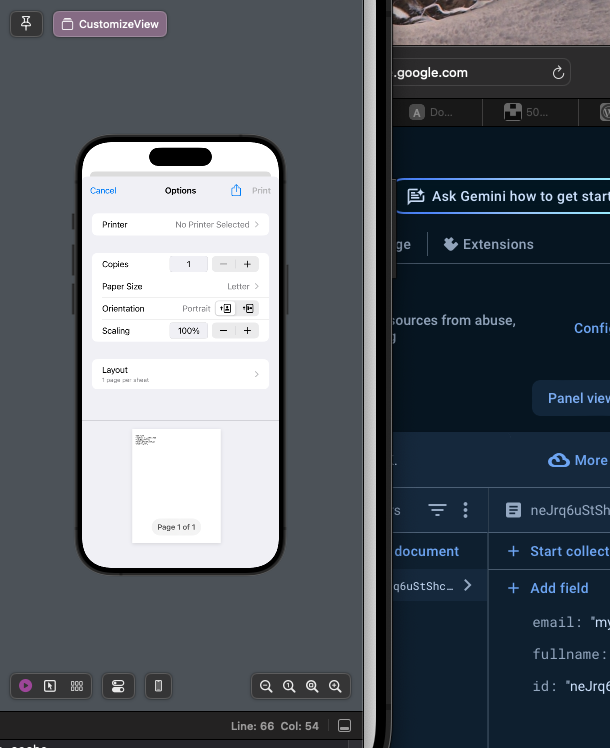 CustomizeView
Cancel
Options
Print
Printer
No Printer Selected
Copies
1
Paper Size
Letter
Orientation
Portrait
Scaling
100%
Layout
1 page per sheet
Page 1 of 1
Line: 66 Col: 54
.google.com
Do...
50...
Ask Gemini how to get start
ge
Extensions
ources from abuse,
g
Confi
Panel view
More
rs
neJrq6uStSh
document
Start collect
q6uStShc…
Add field
email: "my
fullname:
id: "neJrq6